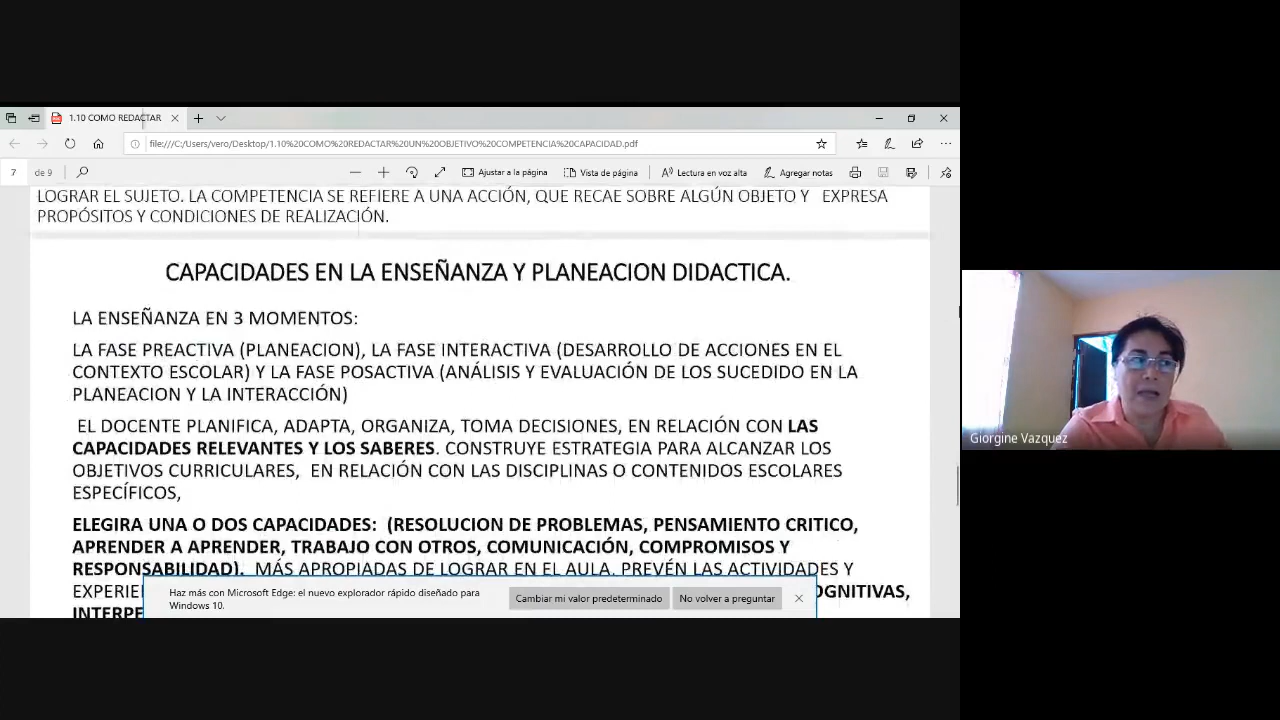 1.10 COMO REDACTAR
file:///C:/Users/vero/Desktop/1.10%20COMO%20REDACTAR%20UN%20OBJETIVO%20COMPETENCIA%20CAPACIDAD.pdf
7 de 9 Ajustar a la página Vista de página Lectura en voz alta Agregar notas
LOGRAR EL SUJETO. LA COMPETENCIA SE REFIERE A UNA ACCIÓN, QUE RECAE SOBRE ALGÚN OBJETO Y EXPRESA
PROPÓSITOS Y CONDICIONES DE REALIZACIÓN.
CAPACIDADES EN LA ENSEÑANZA Y PLANEACION DIDACTICA.
LA ENSEÑANZA EN 3 MOMENTOS:
LA FASE PREACTIVA (PLANEACION), LA FASE INTERACTIVA (DESARROLLO DE ACCIONES EN EL
CONTEXTO ESCOLAR) Y LA FASE POSACTIVA (ANÁLISIS Y EVALUACIÓN DE LOS SUCEDIDO EN LA
PLANEACION Y LA INTERACCIÓN)
EL DOCENTE PLANIFICA, ADAPTA, ORGANIZA, TOMA DECISIONES, EN RELACIÓN CON LAS
CAPACIDADES RELEVANTES Y LOS SABERES. CONSTRUYE ESTRATEGIA PARA ALCANZAR LOS
OBJETIVOS CURRICULARES, EN RELACIÓN CON LAS DISCIPLINAS O CONTENIDOS ESCOLARES
ESPECÍFICOS,
ELEGIRA UNA O DOS CAPACIDADES: (RESOLUCION DE PROBLEMAS, PENSAMIENTO CRITICO,
APRENDER A APRENDER, TRABAJO CON OTROS, COMUNICACIÓN, COMPROMISOS Y
RESPONSABILIDAD). MÁS APROPIADAS DE LOGRAR EN EL AULA. PREVÉN LAS ACTIVIDADES Y
Haz más con Microsoft Edge: el nuevo explorador rápido diseñado para
Windows 10.
Cambiar mi valor predeterminado No volver a preguntar
Giorgine Vazquez